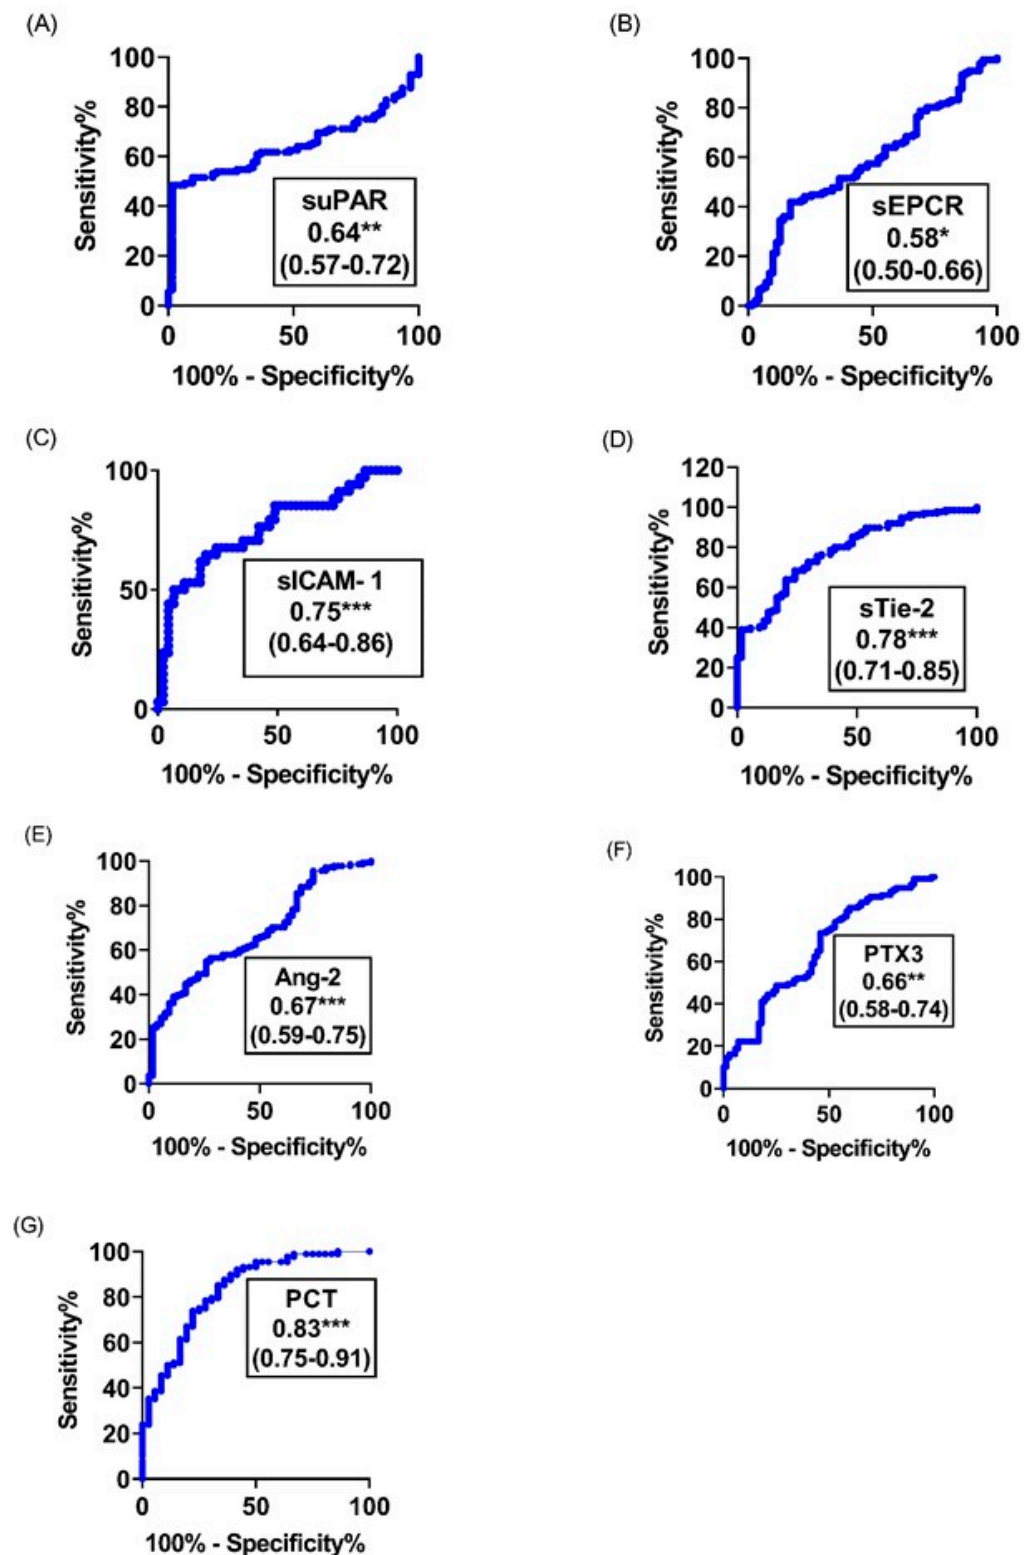 (A)
(B)
Sensitivity%
100
80
60
40
20
0
suPAR
0.64**
(0.57-0.72)
0 50 100
100% - Specificity%
Sensitivity%
100
80
60
40
20
0
sEPCR
0.58*
(0.50-0.66)
0 50 100
100% - Specificity%
(C)
(D)
Sensitivity%
100
50
0
sICAM- 1
0.75***
(0.64-0.86)
0 50 100
100% - Specificity%
Sensitivity%
120
100
80
60
40
20
0
sTie-2
0.78***
(0.71-0.85)
0 50 100
100% - Specificity%
(E)
(F)
Sensitivity%
100
80
60
40
20
0
Ang-2
0.67***
(0.59-0.75)
0 50 100
100% - Specificity%
Sensitivity%
100
80
60
40
20
0
PTX3
0.66**
(0.58-0.74)
0 50 100
100% - Specificity%
(G)
Sensitivity%
100
80
60
40
20
0
PCT
0.83***
(0.75-0.91)
0 50 100
100% - Specificity%